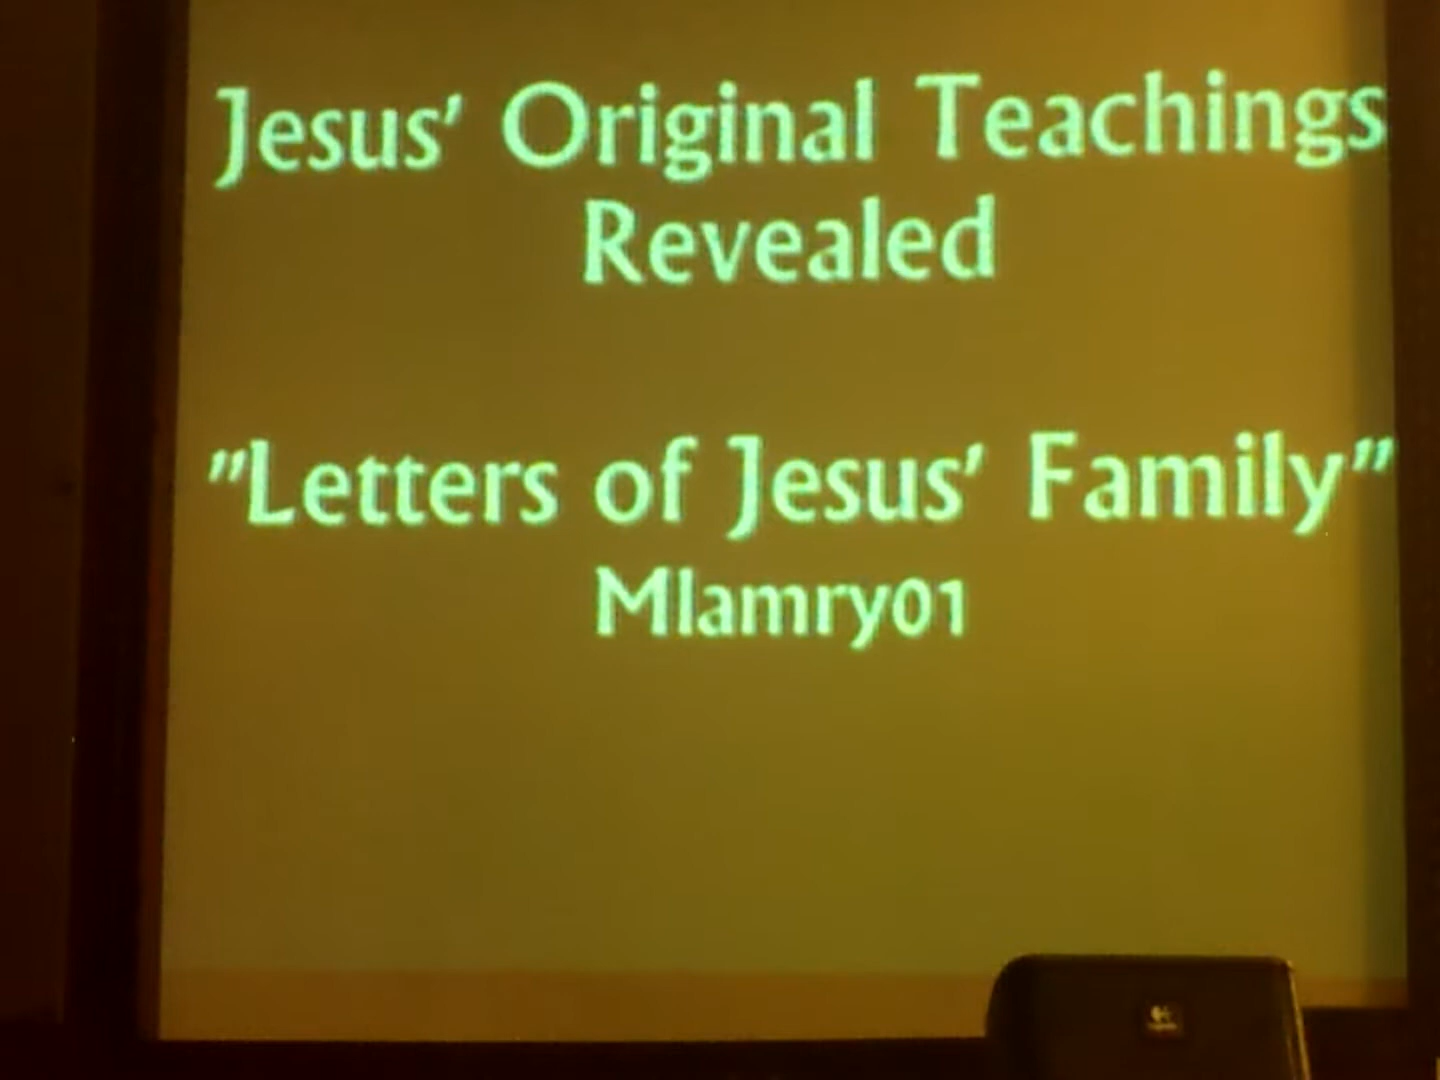 Jesus' Original Teachings
Revealed
"Letters of Jesus' Family"
Mlamry01